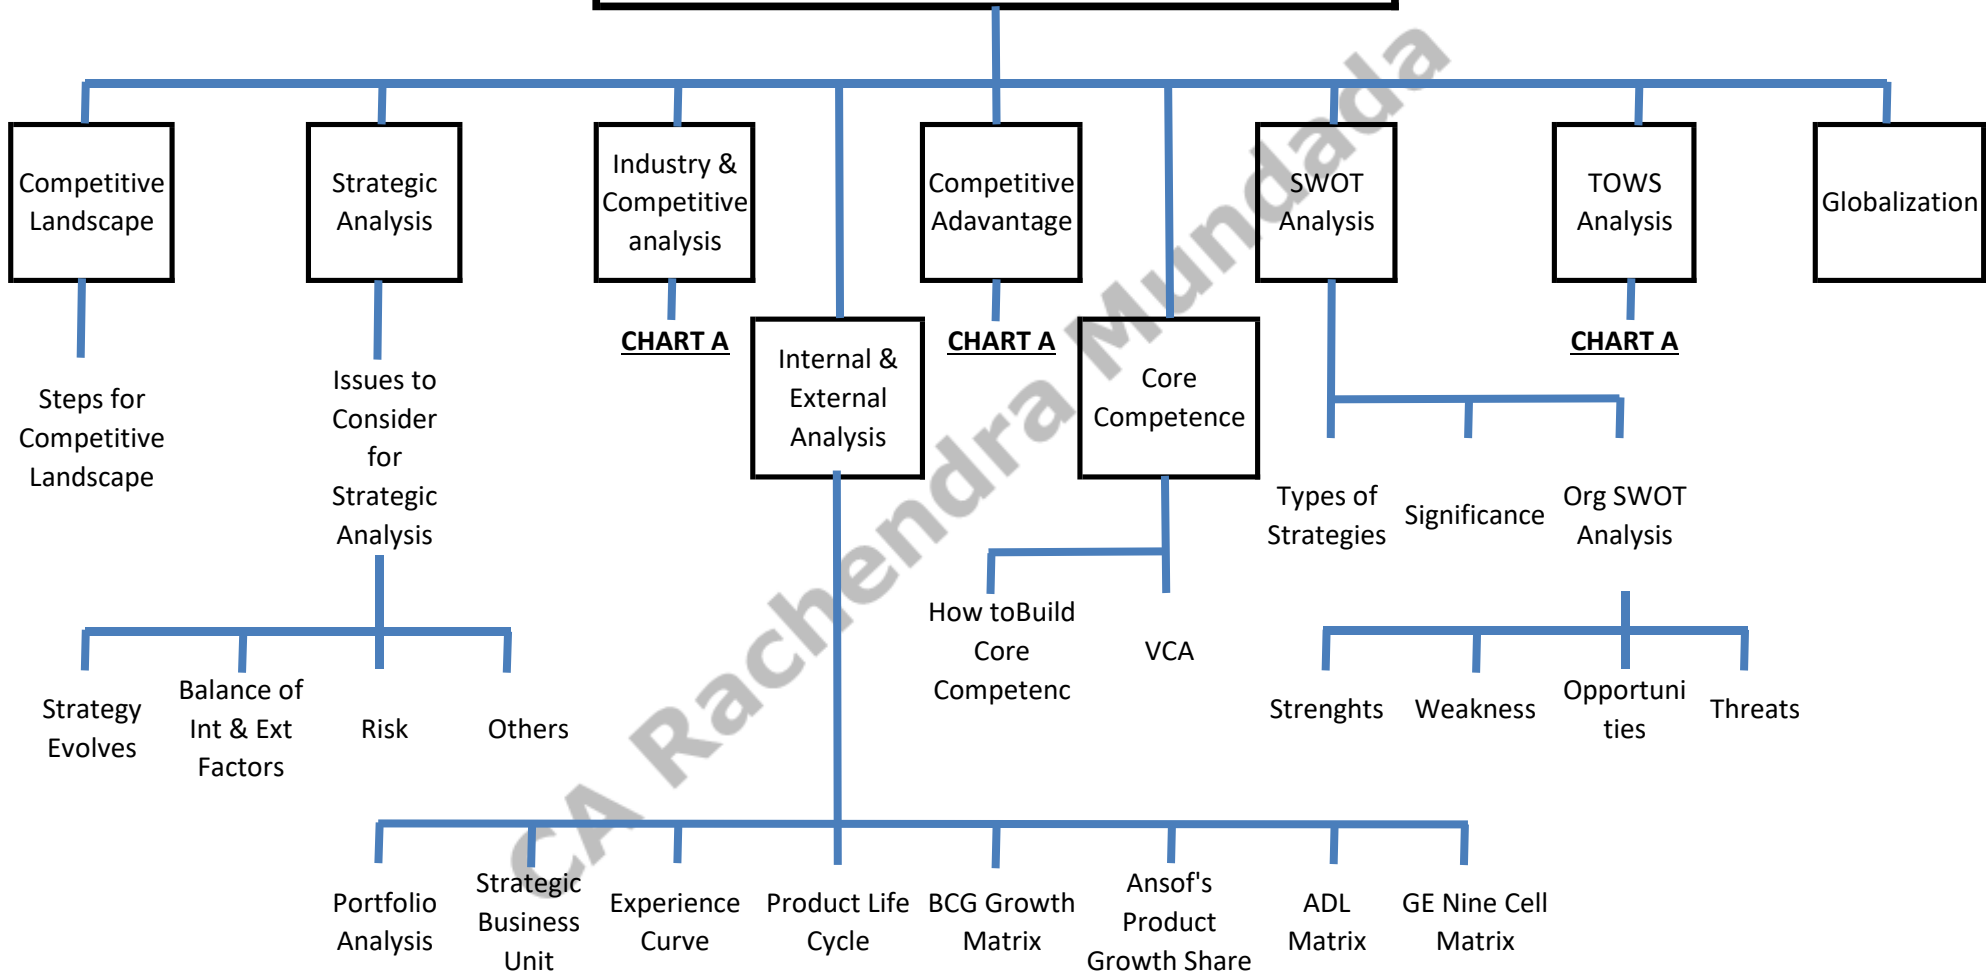 Competitive
Landscape
Strategic
Analysis
Industry &
Competitive
analysis
Competitive
Adavantage
SWOT
Analysis
TOWS
Analysis
Globalization
CHART A
CHART A
CHART A
Internal &
External
Analysis
Core
Competence
Steps for
Competitive
Landscape
Issues to
Consider
for
Strategic
Analysis
Types of
Strategies
Significance
Org SWOT
Analysis
How toBuild
Core
Competenc
VCA
Strategy
Evolves
Balance of
Int & Ext
Factors
Risk
Others
Strenghts
Weakness
Opportuni
ties
Threats
Portfolio
Analysis
Strategic
Business
Unit
Experience
Curve
Product Life
Cycle
BCG Growth
Matrix
Ansof's
Product
Growth Share
ADL
Matrix
GE Nine Cell
Matrix
CA Rachendra Mundada